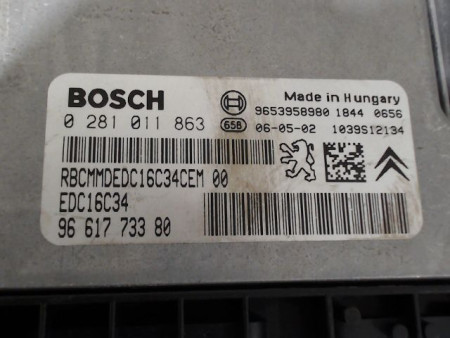 BOSCH
Made in Hungary
9653958980 1844 0656
0 281 011 863
658 06-05-02 1039S12134
RBCMMDEDC16C34CEM 00
EDC16C34
96 617 733 80